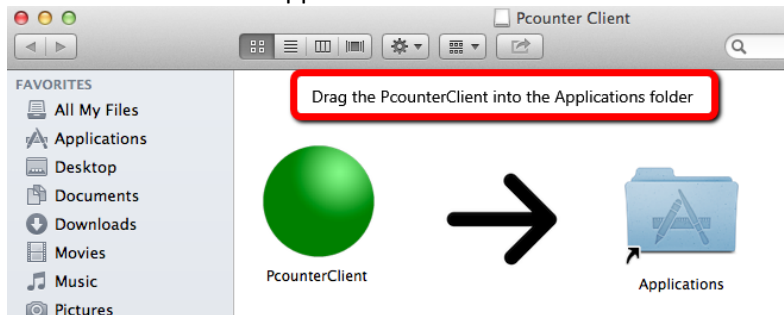 Pcounter Client
FAVORITES
All My Files
Applications
Desktop
Documents
Downloads
Movies
Music
Pictures
Drag the PcounterClient into the Applications folder
PcounterClient
Applications